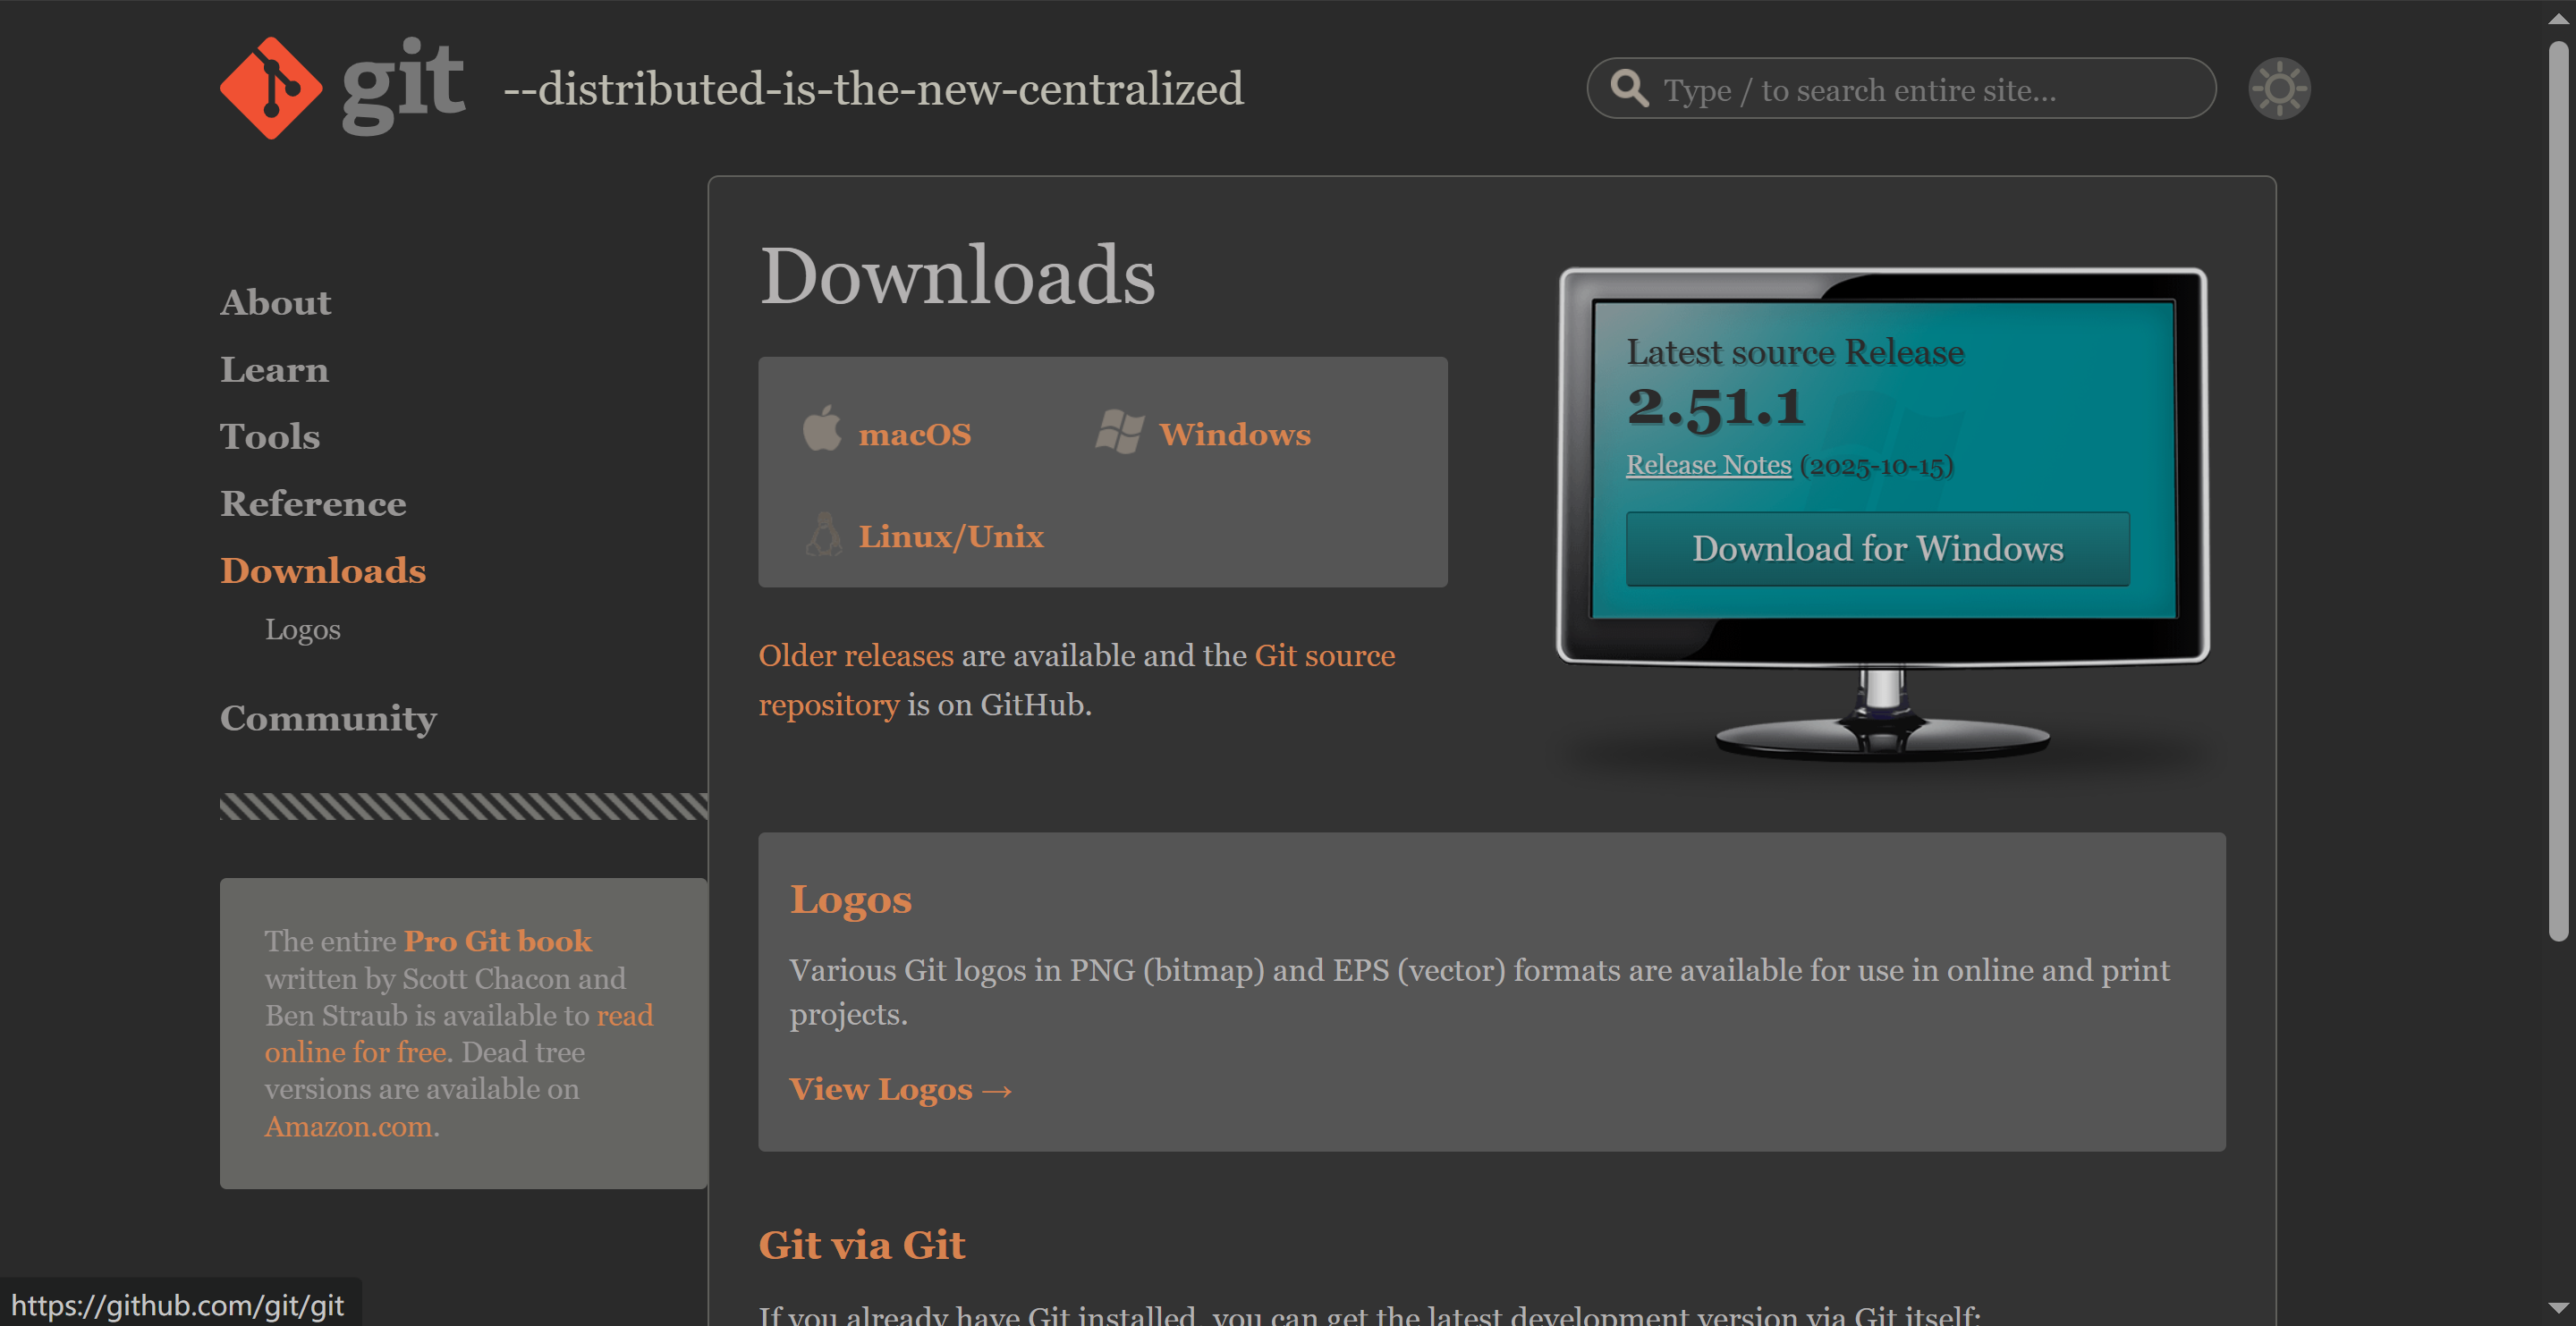 git --distributed-is-the-new-centralized
Type / to search entire site...
About
Learn
Tools
Reference
Downloads
Logos
Community
The entire Pro Git book
written by Scott Chacon and
Ben Straub is available to read
online for free. Dead tree
versions are available on
Amazon.com.
Downloads
macOS
Windows
Linux/Unix
Older releases are available and the Git source
repository is on GitHub.
Latest source Release
2.51.1
Release Notes (2025-10-15)
Download for Windows
Logos
Various Git logos in PNG (bitmap) and EPS (vector) formats are available for use in online and print
projects.
View Logos →
Git via Git
If you already have Git installed, you can get the latest development version via Git itself:
https://github.com/git/git